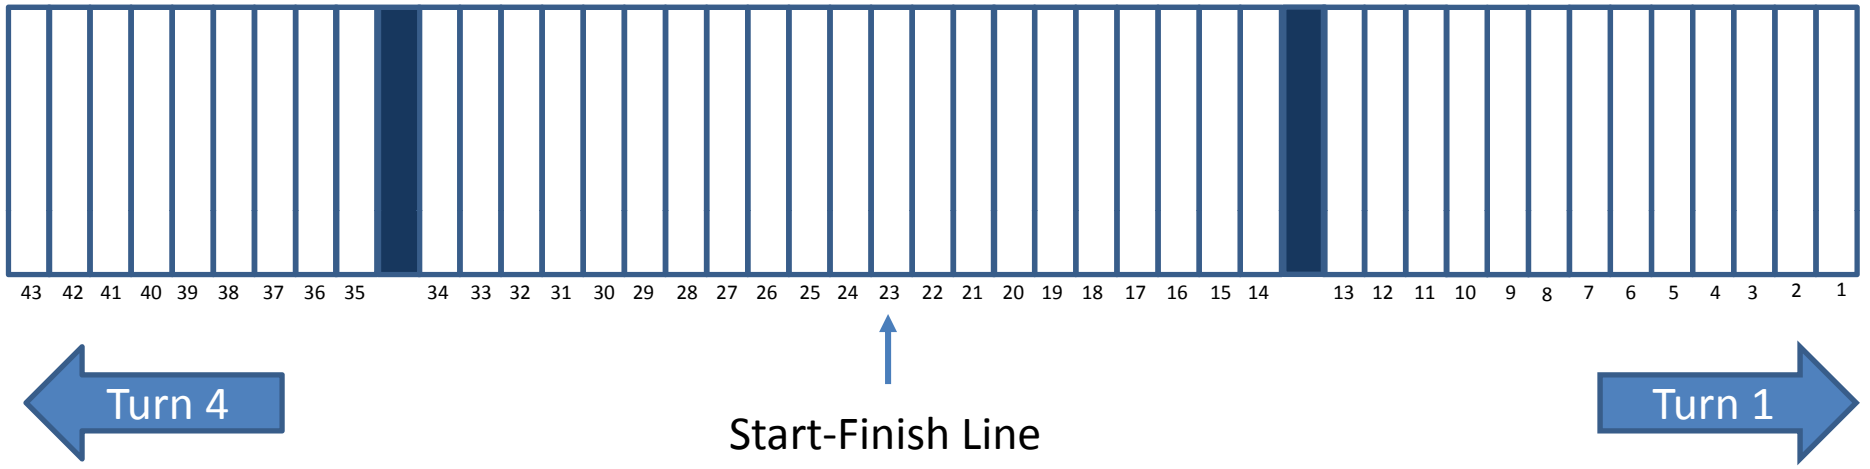 43 42 41 40 39 38 37 36 35 34 33 32 31 30 29 28 27 26 25 24 23 22 21 20 19 18 17 16 15 14 13 12 11 10 9 8 7 6 5 4 3 2 1
Turn 4
Turn 1
Start-Finish Line